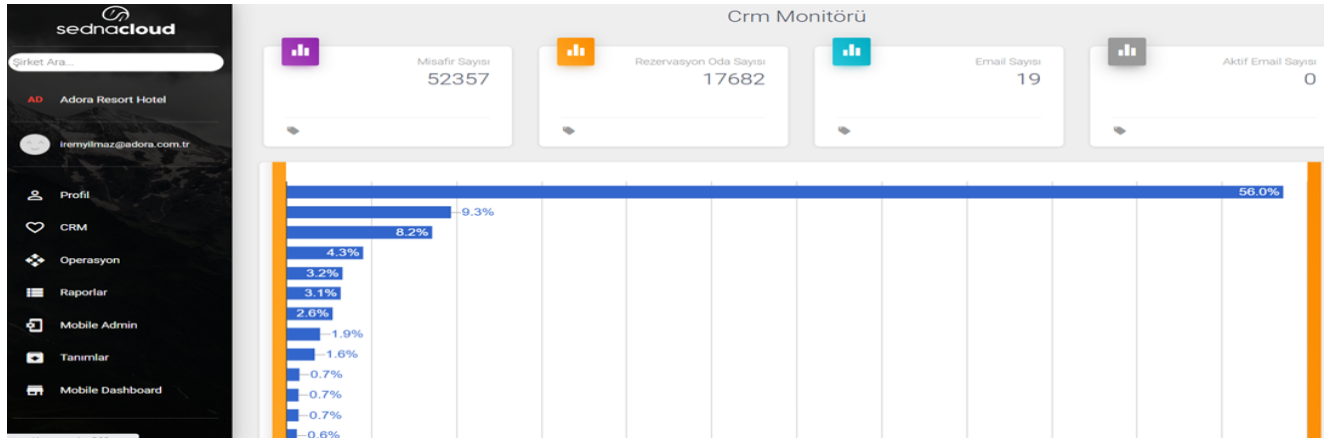 sednacloud
Şirket Ara...
AD Adora Resort Hotel
iremyilmaz@adora.com.tr
Profil
CRM
Operasyon
Raporlar
Mobile Admin
Tanımlar
Mobile Dashboard
Crm Monitörü
Misafir Sayısı
52357
Rezervasyon Oda Sayısı
17682
Email Sayısı
19
Aktif Email Sayısı
0
56.0%
9.3%
8.2%
4.3%
3.2%
3.1%
2.6%
1.9%
1.6%
0.7%
0.7%
0.7%
0.6%